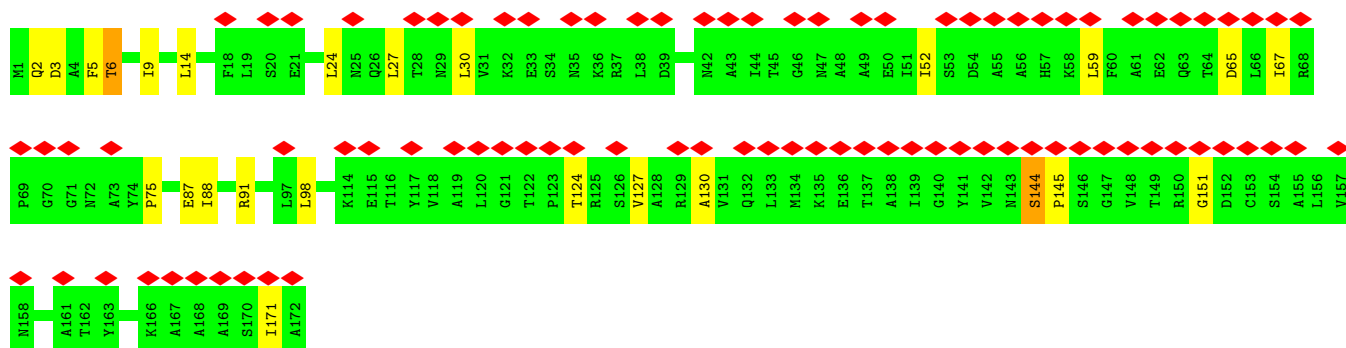 M1 Q2 D3 A4 F5 T6 I9 L14 F18 L19 S20 E21 L24 N25 Q26 L27 T28 N29 L30 V31 K32 E33 S34 N35 K36 R37 L38 D39 N42 A43 I44 T45 G46 N47 A48 A49 E50 I51 I52 S53 D54 A55 A56 H57 K58 L59 F60 A61 E62 Q63 T64 D65 L66 I67 R68
P69 G70 G71 N72 A73 Y74 P75 E87 I88 R91 L97 L98 K114 E115 T116 Y117 V118 A119 L120 G121 T122 P123 T124 R125 S126 V127 A128 R129 A130 V131 Q132 L133 M134 K135 E136 T137 A138 I139 G140 Y141 V142 N143 S144 P145 S146 G147 V148 T149 R150 G151 D152 C153 S154 A155 L156 V157
N158 A161 T162 Y163 K166 A167 A168 A169 S170 I171 A172